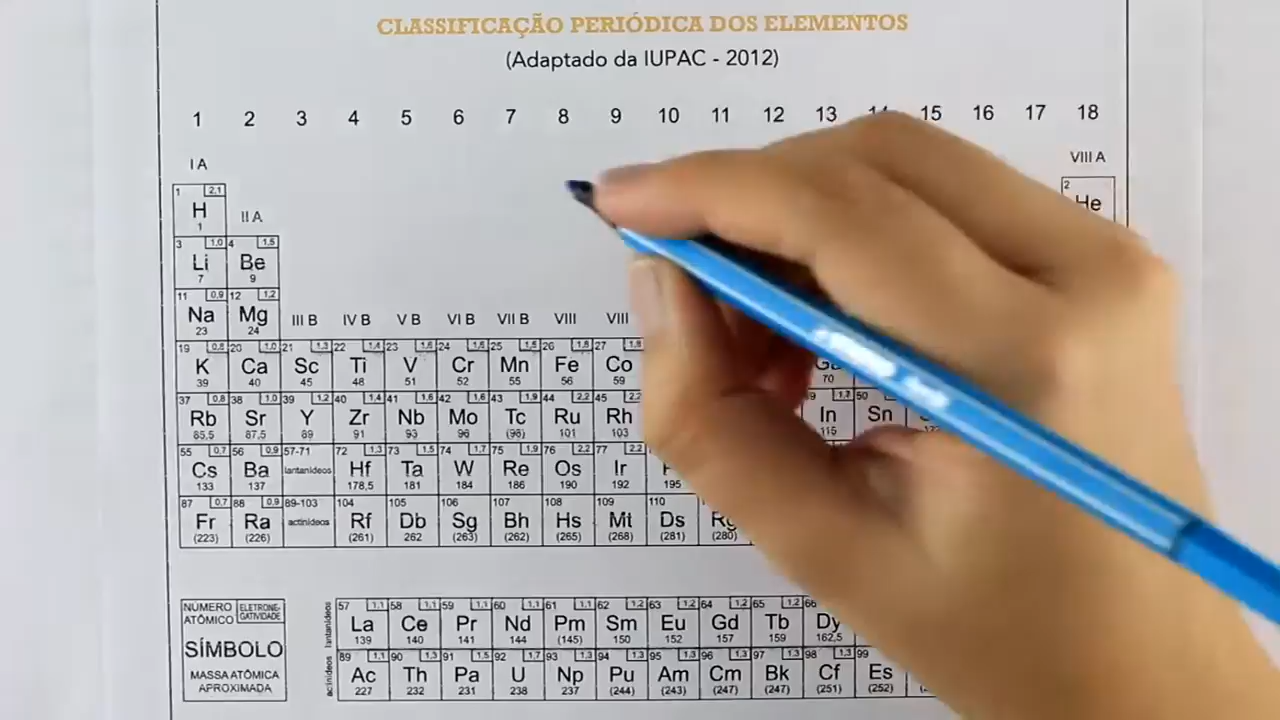 CLASSIFICAÇÃO PERIÓDICA DOS ELEMENTOS
(Adaptado da IUPAC - 2012)
1 2 3 4 5 6 7 8 9 10 11 12 13 14 15 16 17 18
I A VIII A
1 2,1 2
H He
1
II A
3 1,0 4 1,5
Li Be
7 9
11 0,9 12 1,2
Na Mg
23 24
III B IV B V B VI B VII B VIII VIII
19 0,8 20 1,0 21 1,3 22 1,4 23 1,6 24 1,6 25 1,5 26 1,8 27 1,8
K Ca Sc Ti V Cr Mn Fe Co
39 40 45 48 51 52 55 56 59 70
37 0,8 38 1,0 39 1,2 40 1,4 41 1,6 42 1,6 43 2,1 44 2,2 45 2,2 1,7 50
Rb Sr Y Zr Nb Mo Tc Ru Rh In Sn
85,5 87,5 89 91 93 96 (98) 101 103 115
55 0,7 56 0,9 57-71 72 1,3 73 1,5 74 1,7 75 1,9 76 2,2 77 2,2
Cs Ba lantanídeos Hf Ta W Re Os Ir
133 137 178,5 181 184 186 190 192 195
87 0,7 88 0,9 89-103 104 105 106 107 108 109 110
Fr Ra actinídeos Rf Db Sg Bh Hs Mt Ds Rg
(223) (226) (261) 262 (263) (262) (265) (268) (281) (280)
NÚMERO ATÔMICO
ELETRONE-
GATIVIDADE
SÍMBOLO
MASSA ATÔMICA
APROXIMADA
lantanídeos
57 1,1 58 1,1 59 1,1 60 1,1 61 1,1 62 1,2 63 1,2 64 1,2 65 1,2 66
La Ce Pr Nd Pm Sm Eu Gd Tb Dy
139 140 141 144 (145) 150 152 157 159 162,5
actinídeos
89 1,1 90 1,3 91 1,5 92 1,7 93 1,3 94 1,3 95 1,3 96 1,3 97 1,3 98 1,3 99
Ac Th Pa U Np Pu Am Cm Bk Cf Es
227 232 231 238 237 (244) (243) (247) (247) (251) (252)